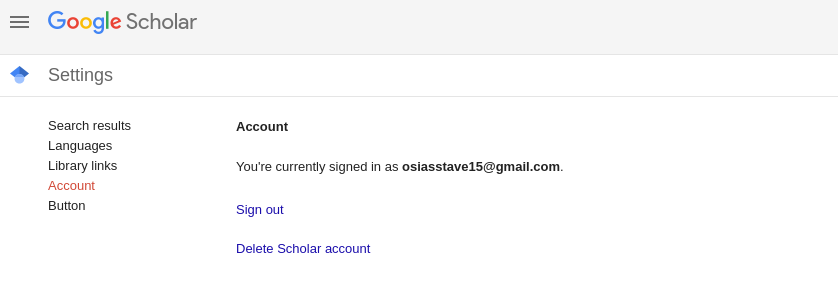 Google Scholar
Settings
Search results
Languages
Library links
Account
Button
Account
You're currently signed in as osiasstave15@gmail.com.
Sign out
Delete Scholar account